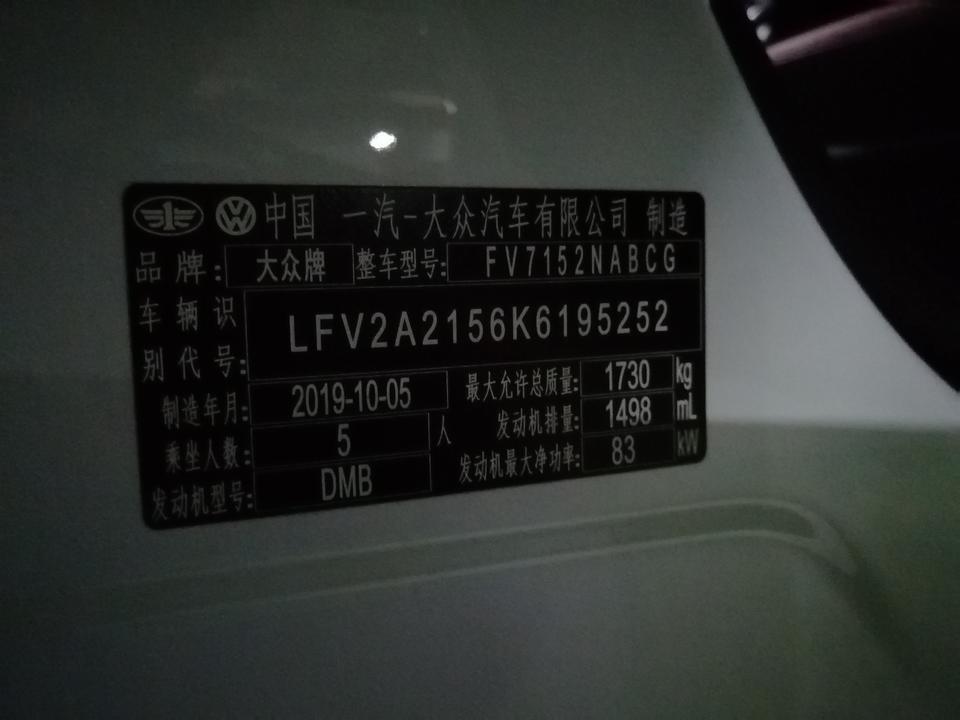 中国 一汽-大众汽车有限公司 制造
品牌: 大众牌 整车型号: FV7152NABCG
车辆识别代号: LFV2A2156K6195252
制造年月: 2019-10-05 最大允许总质量: 1730 kg
乘坐人数: 5 人 发动机排量: 1498 mL
发动机型号: DMB 发动机最大净功率: 83 kW